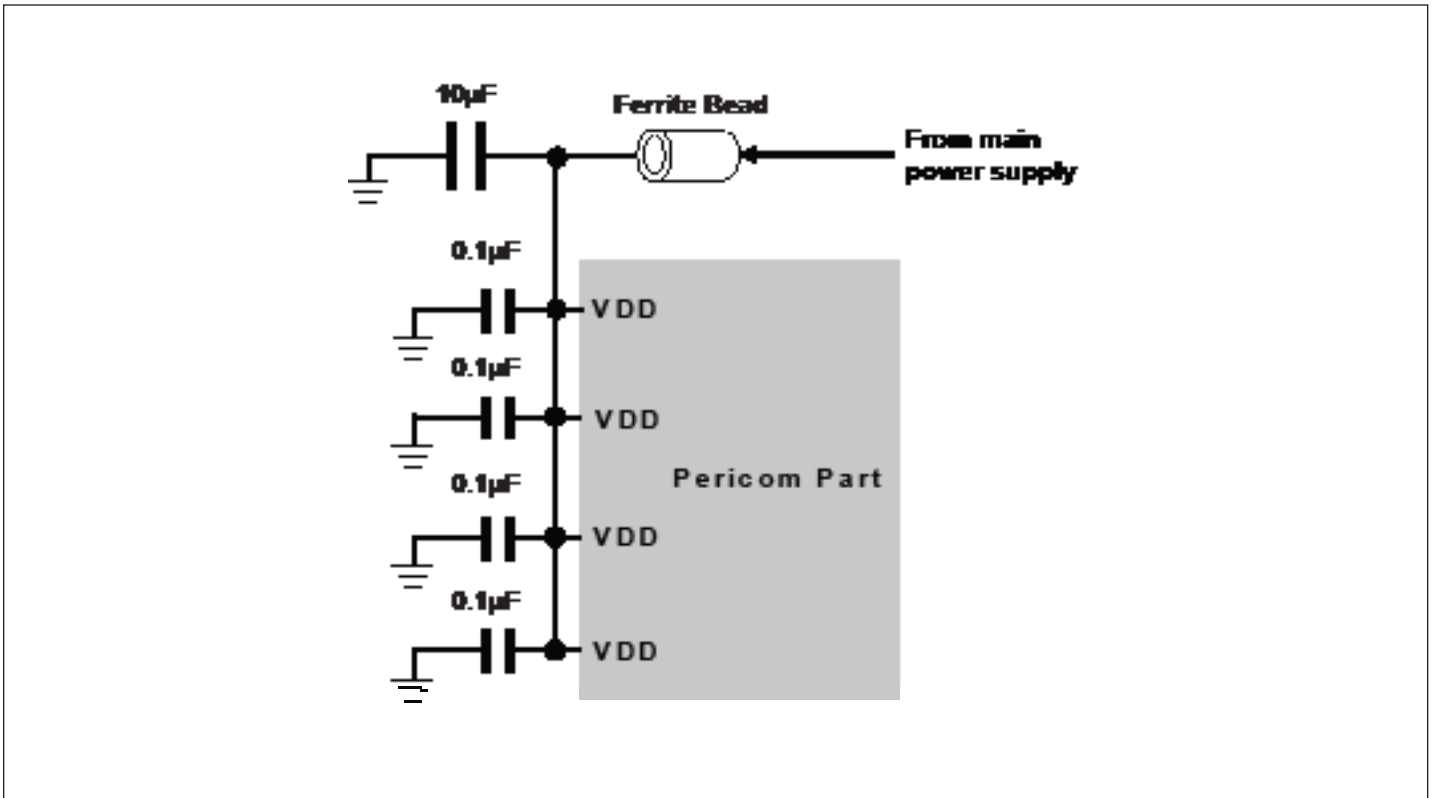 10µF
Ferrite Bead
From main
power supply
0.1µF
VDD
0.1µF
VDD
Pericom Part
0.1µF
VDD
0.1µF
VDD